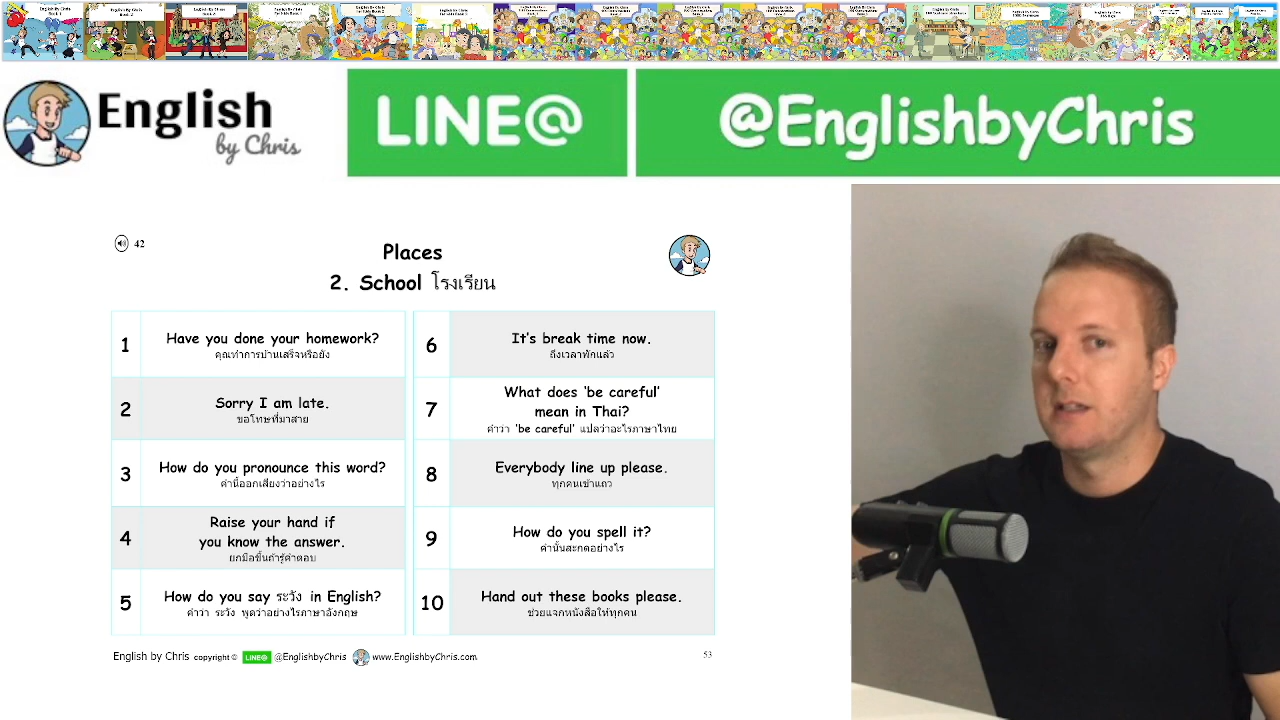 English
by Chris
LINE@
@EnglishbyChris
42
Places
2. School โรงเรียน
1
Have you done your homework?
คุณทำการบ้านเสร็จหรือยัง
2
Sorry I am late.
ขอโทษที่มาสาย
3
How do you pronounce this word?
คำนี้ออกเสียงว่าอย่างไร
4
Raise your hand if
you know the answer.
ยกมือขึ้นถ้ารู้คำตอบ
5
How do you say ระวัง in English?
คำว่า ระวัง พูดว่าอย่างไรภาษาอังกฤษ
6
It's break time now.
ถึงเวลาพักแล้ว
7
What does 'be careful'
mean in Thai?
คำว่า 'be careful' แปลว่าอะไรภาษาไทย
8
Everybody line up please.
ทุกคนเข้าแถว
9
How do you spell it?
คำนั้นสะกดอย่างไร
10
Hand out these books please.
ช่วยแจกหนังสือให้ทุกคน
English by Chris copyright © LINE@ @EnglishbyChris www.EnglishbyChris.com
53